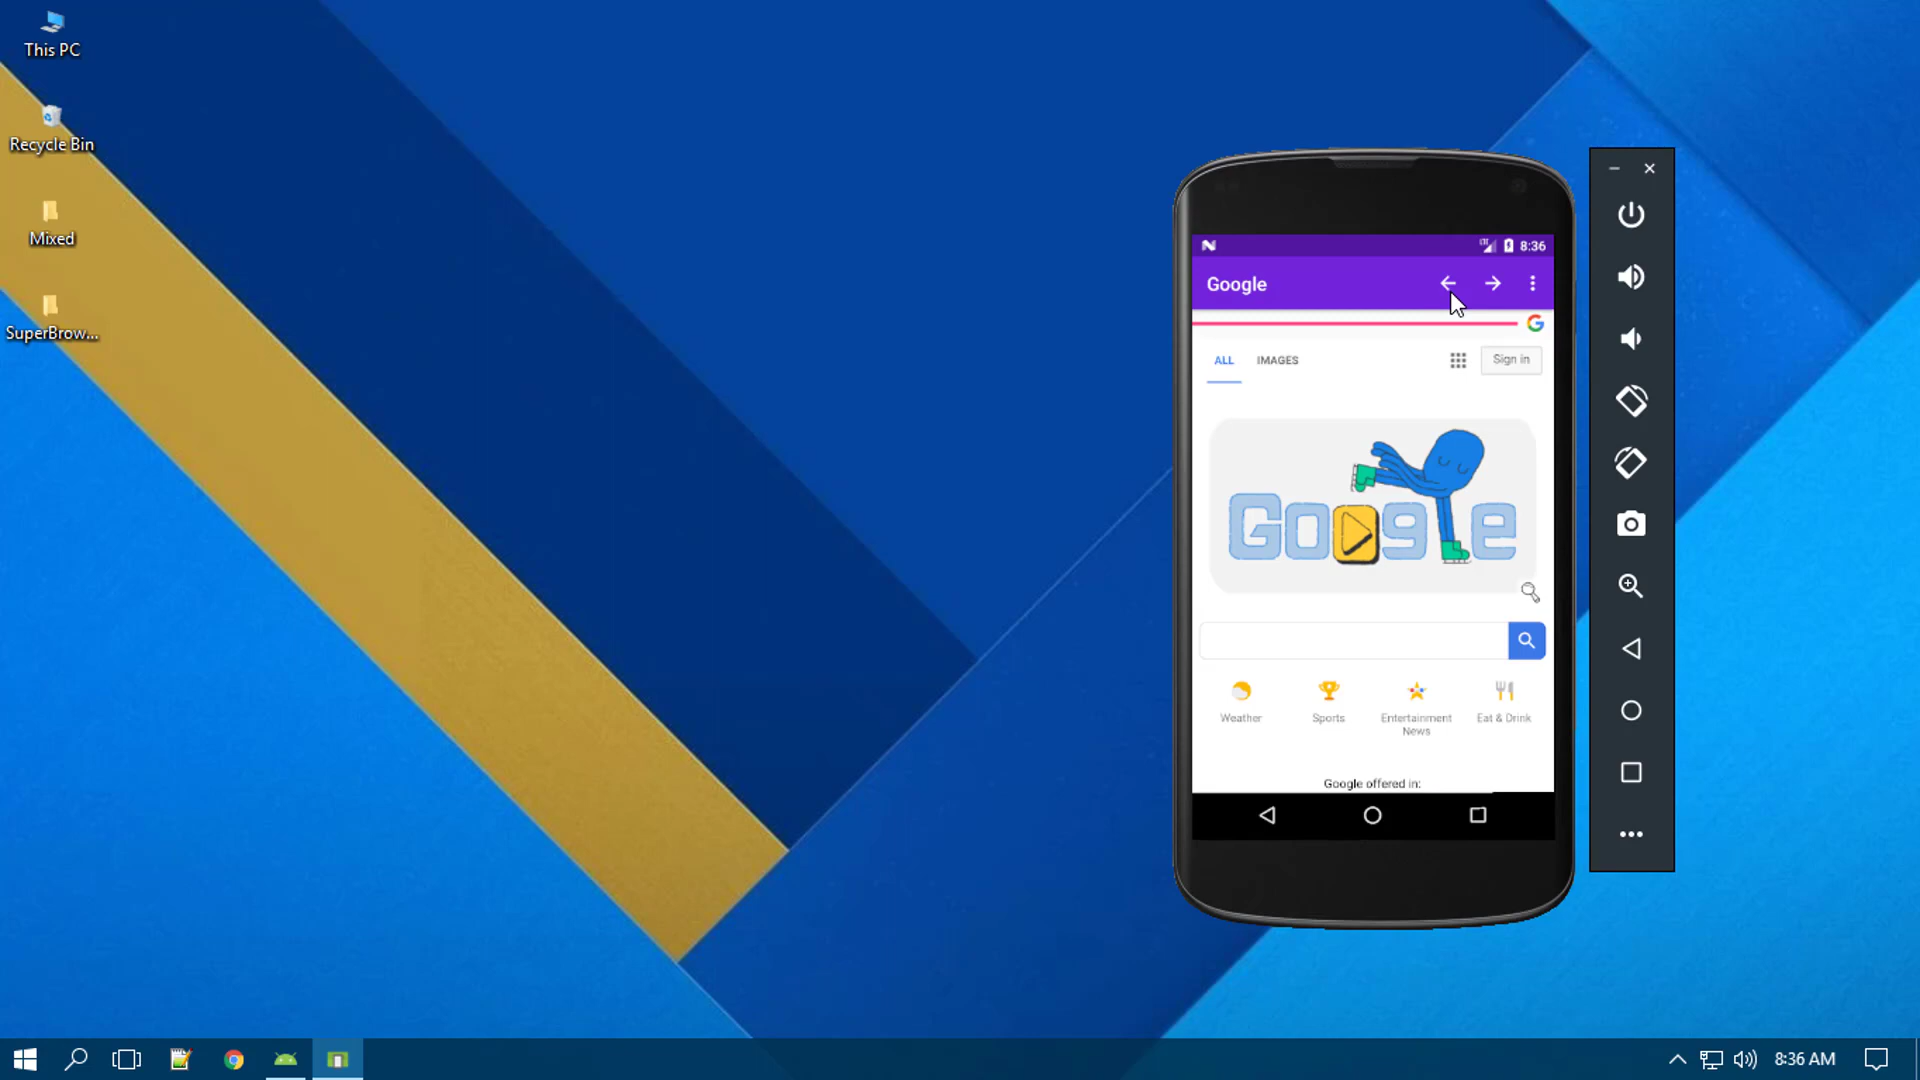 This PC
Recycle Bin
Mixed
SuperBrow...
8:36
Google
ALL
IMAGES
Sign in
Google
Weather
Sports
Entertainment
News
Eat & Drink
Google offered in:
8:36 AM